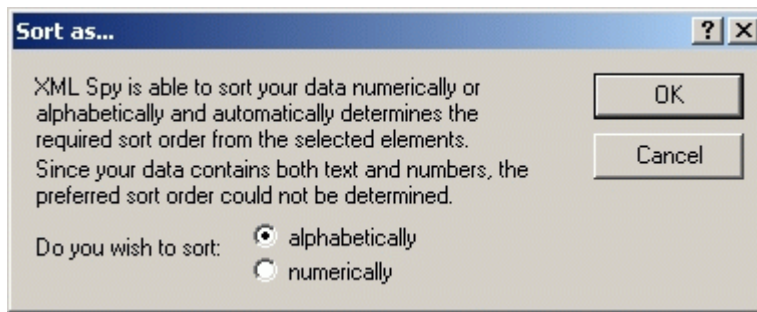 Sort as...
XML Spy is able to sort your data numerically or
alphabetically and automatically determines the
required sort order from the selected elements.
Since your data contains both text and numbers, the
preferred sort order could not be determined.
Do you wish to sort:
alphabetically
numerically
OK
Cancel